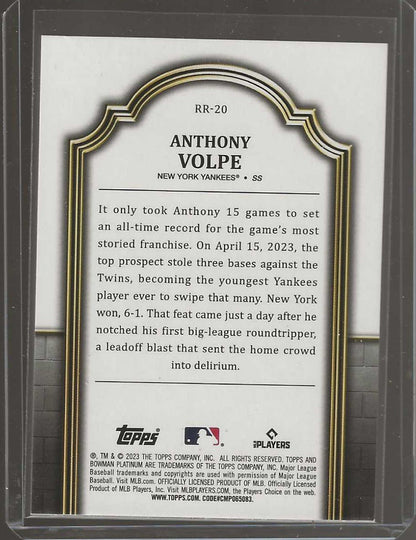 RR-20
ANTHONY
VOLPE
NEW YORK YANKEES® • SS
It only took Anthony 15 games to set
an all-time record for the game's most
storied franchise. On April 15, 2023, the
top prospect stole three bases against the
Twins, becoming the youngest Yankees
player ever to swipe that many. New York
won, 6-1. That feat came just a day after he
notched his first big-league roundtripper,
a leadoff blast that sent the home crowd
into delirium.
topps
MLB PLAYERS
®, TM & © 2023 THE TOPPS COMPANY, INC. ALL RIGHTS RESERVED. TOPPS AND
BOWMAN PLATINUM ARE TRADEMARKS OF THE TOPPS COMPANY, INC. Major League
Baseball trademarks and copyrights are used with permission of Major League
Baseball. Visit MLB.com. OFFICIALLY LICENSED PRODUCT OF MLB. Officially Licensed
Product of MLB Players, Inc. Visit MLBPLAYERS.com, the Players Choice on the web.
WWW.TOPPS.COM. CODE#CMP065083.